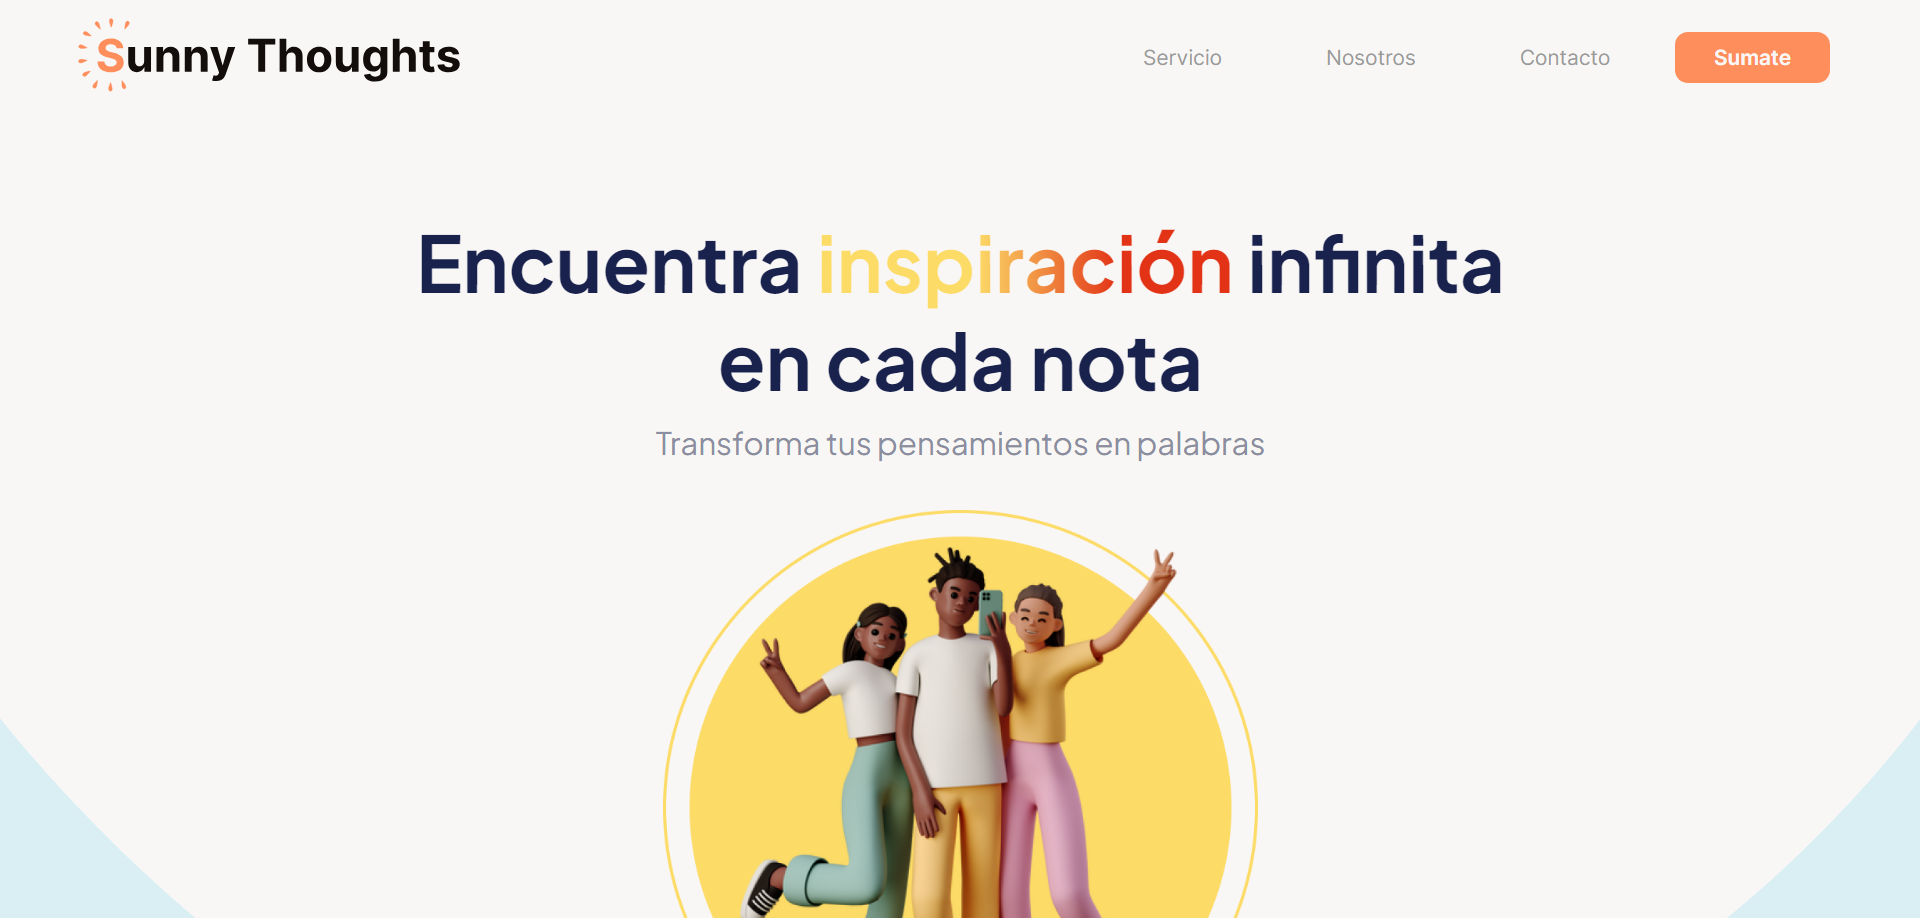 Sunny Thoughts
Servicio
Nosotros
Contacto
Sumate
Encuentra inspiración infinita
en cada nota
Transforma tus pensamientos en palabras